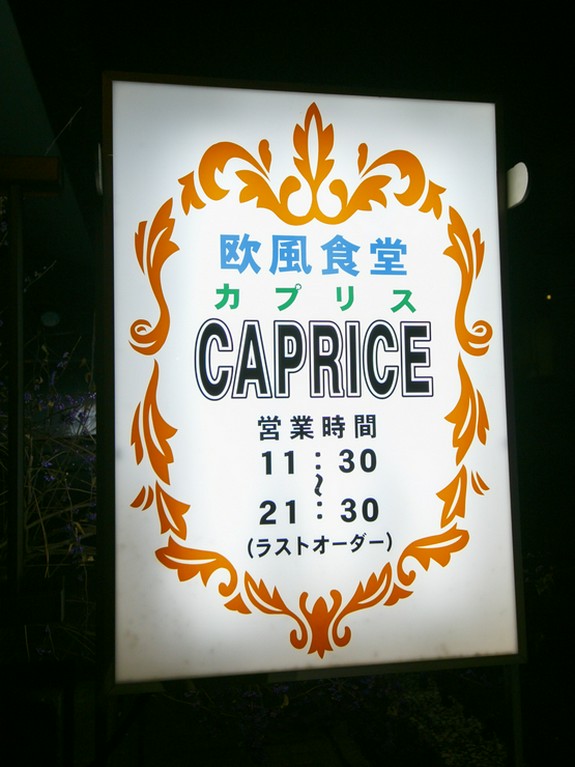 欧風食堂
カプリス
CAPRICE
営業時間
11:30
〜
21:30
(ラストオーダー)